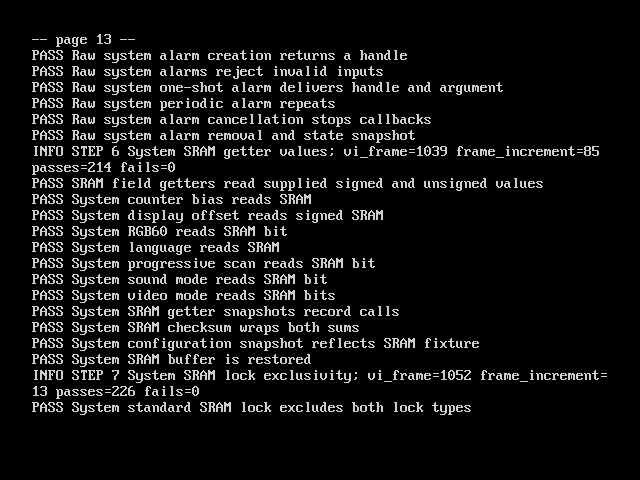 -- page 13 --
PASS Raw system alarm creation returns a handle
PASS Raw system alarms reject invalid inputs
PASS Raw system one-shot alarm delivers handle and argument
PASS Raw system periodic alarm repeats
PASS Raw system alarm cancellation stops callbacks
PASS Raw system alarm removal and state snapshot
INFO STEP 6 System SRAM getter values; vi_frame=1039 frame_increment=85
passes=214 fails=0
PASS SRAM field getters read supplied signed and unsigned values
PASS System counter bias reads SRAM
PASS System display offset reads signed SRAM
PASS System RGB60 reads SRAM bit
PASS System language reads SRAM
PASS System progressive scan reads SRAM bit
PASS System sound mode reads SRAM bit
PASS System video mode reads SRAM bits
PASS System SRAM getter snapshots record calls
PASS System SRAM checksum wraps both sums
PASS System configuration snapshot reflects SRAM fixture
PASS System SRAM buffer is restored
INFO STEP 7 System SRAM lock exclusivity; vi_frame=1052 frame_increment=
13 passes=226 fails=0
PASS System standard SRAM lock excludes both lock types